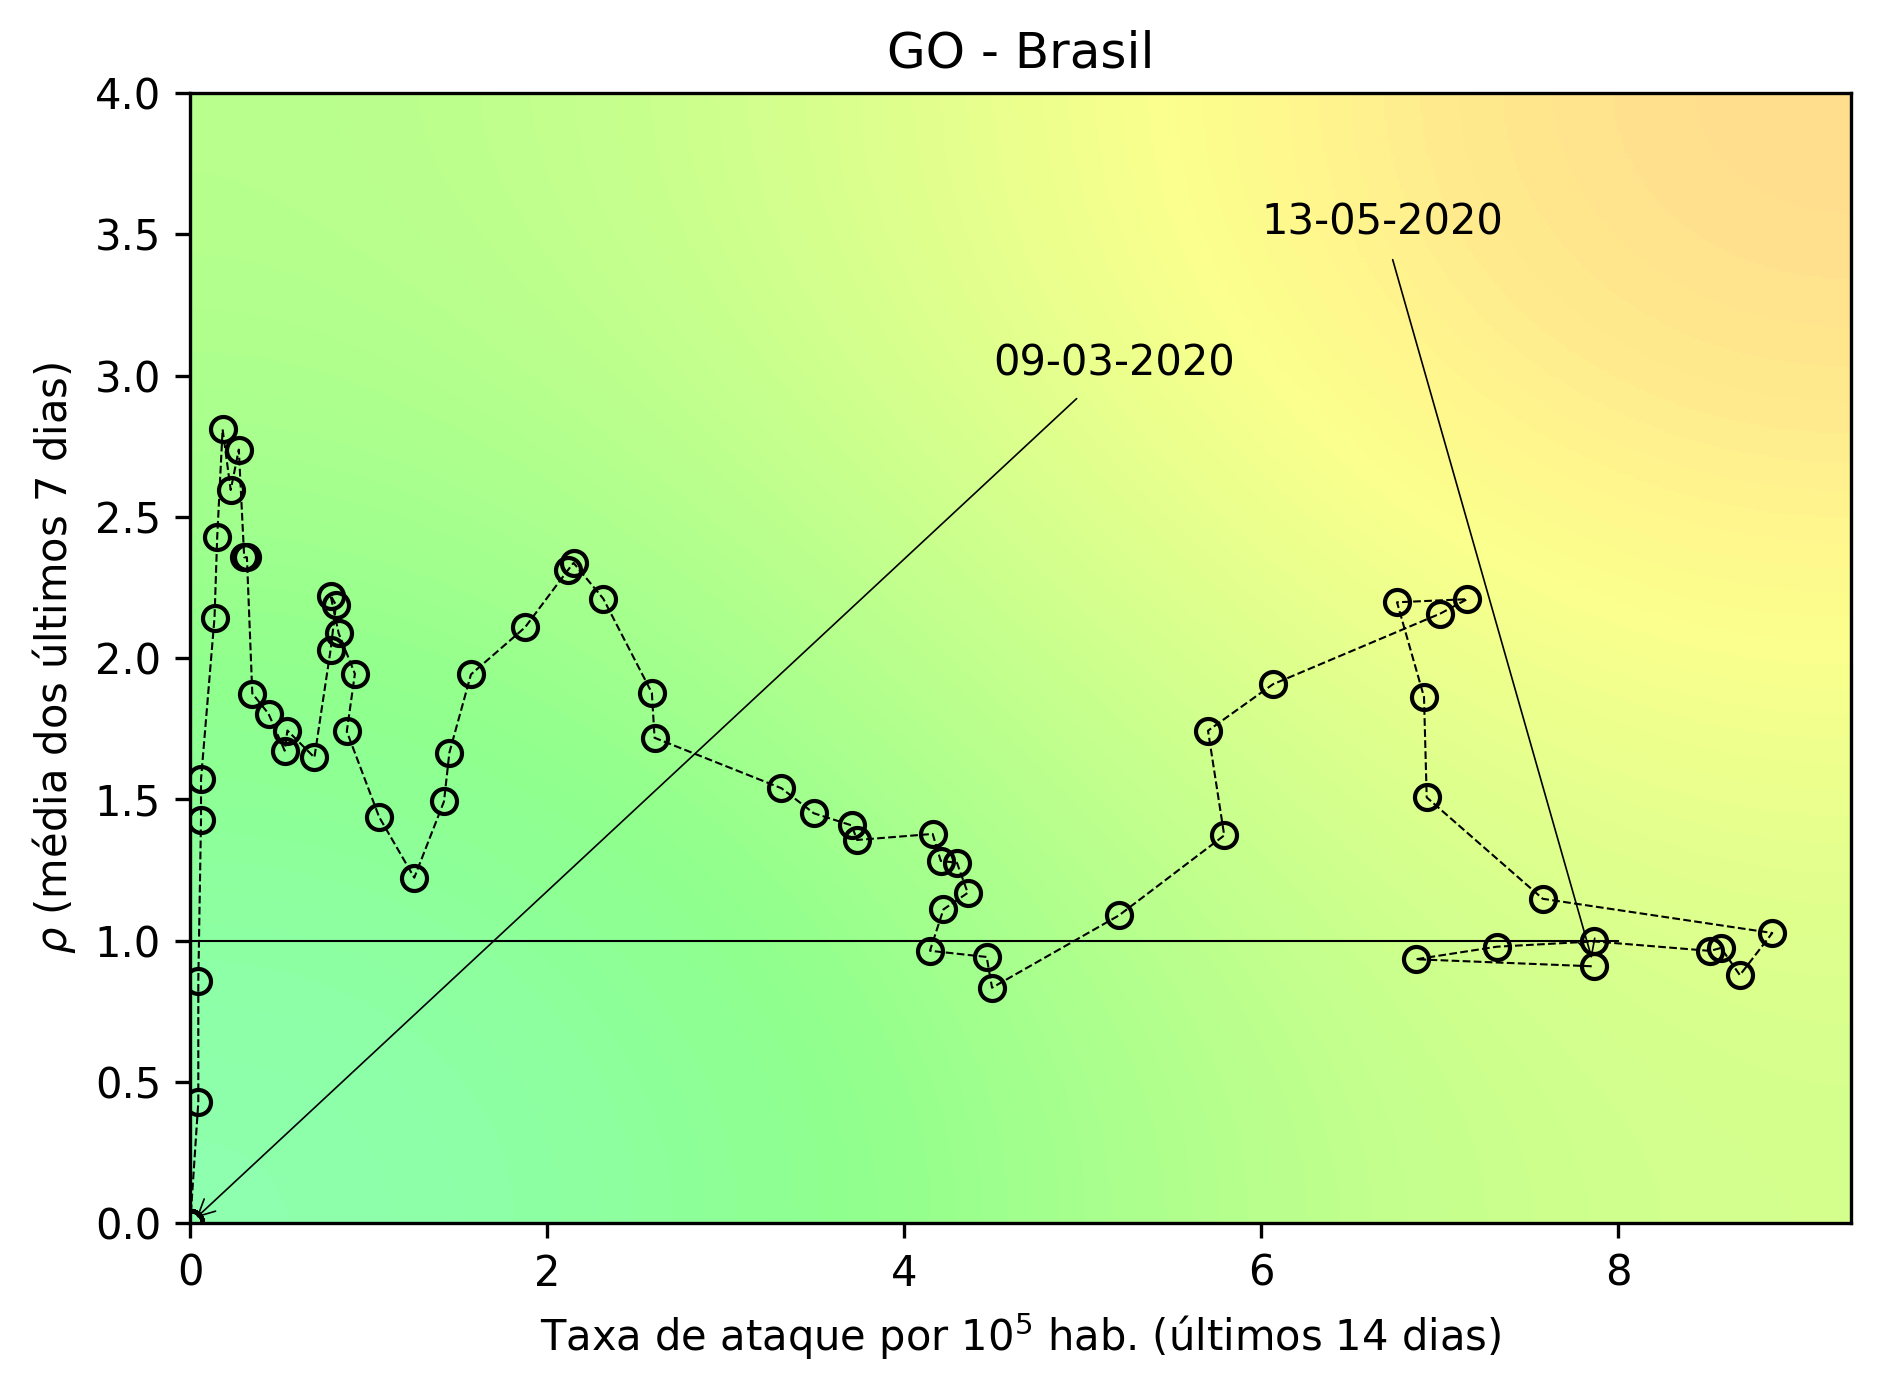 GO - Brasil
4.0
3.5
3.0
2.5
2.0
1.5
1.0
0.5
0.0
ρ (média dos últimos 7 dias)
13-05-2020
09-03-2020
0 2 4 6 8
Taxa de ataque por 10⁵ hab. (últimos 14 dias)